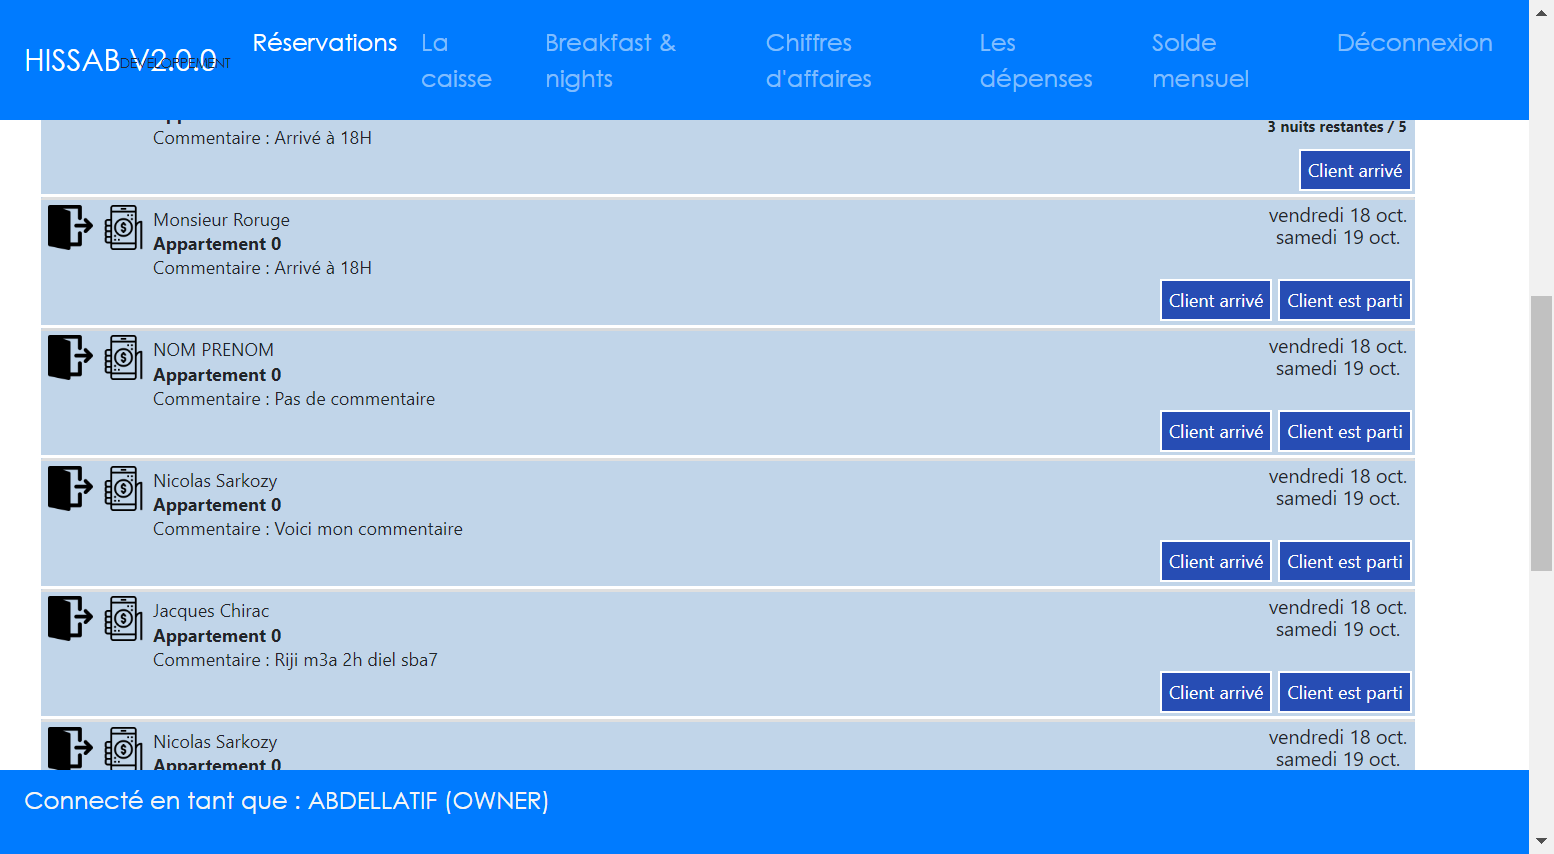 HISSAB V2.0.0
DEVELOPPEMENT
Réservations
La
caisse
Breakfast &
nights
Chiffres
d'affaires
Les
dépenses
Solde
mensuel
Déconnexion
Commentaire : Arrivé à 18H
3 nuits restantes / 5
Client arrivé
Monsieur Roruge
Appartement 0
Commentaire : Arrivé à 18H
vendredi 18 oct.
samedi 19 oct.
Client arrivé
Client est parti
NOM PRENOM
Appartement 0
Commentaire : Pas de commentaire
vendredi 18 oct.
samedi 19 oct.
Client arrivé
Client est parti
Nicolas Sarkozy
Appartement 0
Commentaire : Voici mon commentaire
vendredi 18 oct.
samedi 19 oct.
Client arrivé
Client est parti
Jacques Chirac
Appartement 0
Commentaire : Riji m3a 2h diel sba7
vendredi 18 oct.
samedi 19 oct.
Client arrivé
Client est parti
Nicolas Sarkozy
Appartement 0
vendredi 18 oct.
samedi 19 oct.
Connecté en tant que : ABDELLATIF (OWNER)